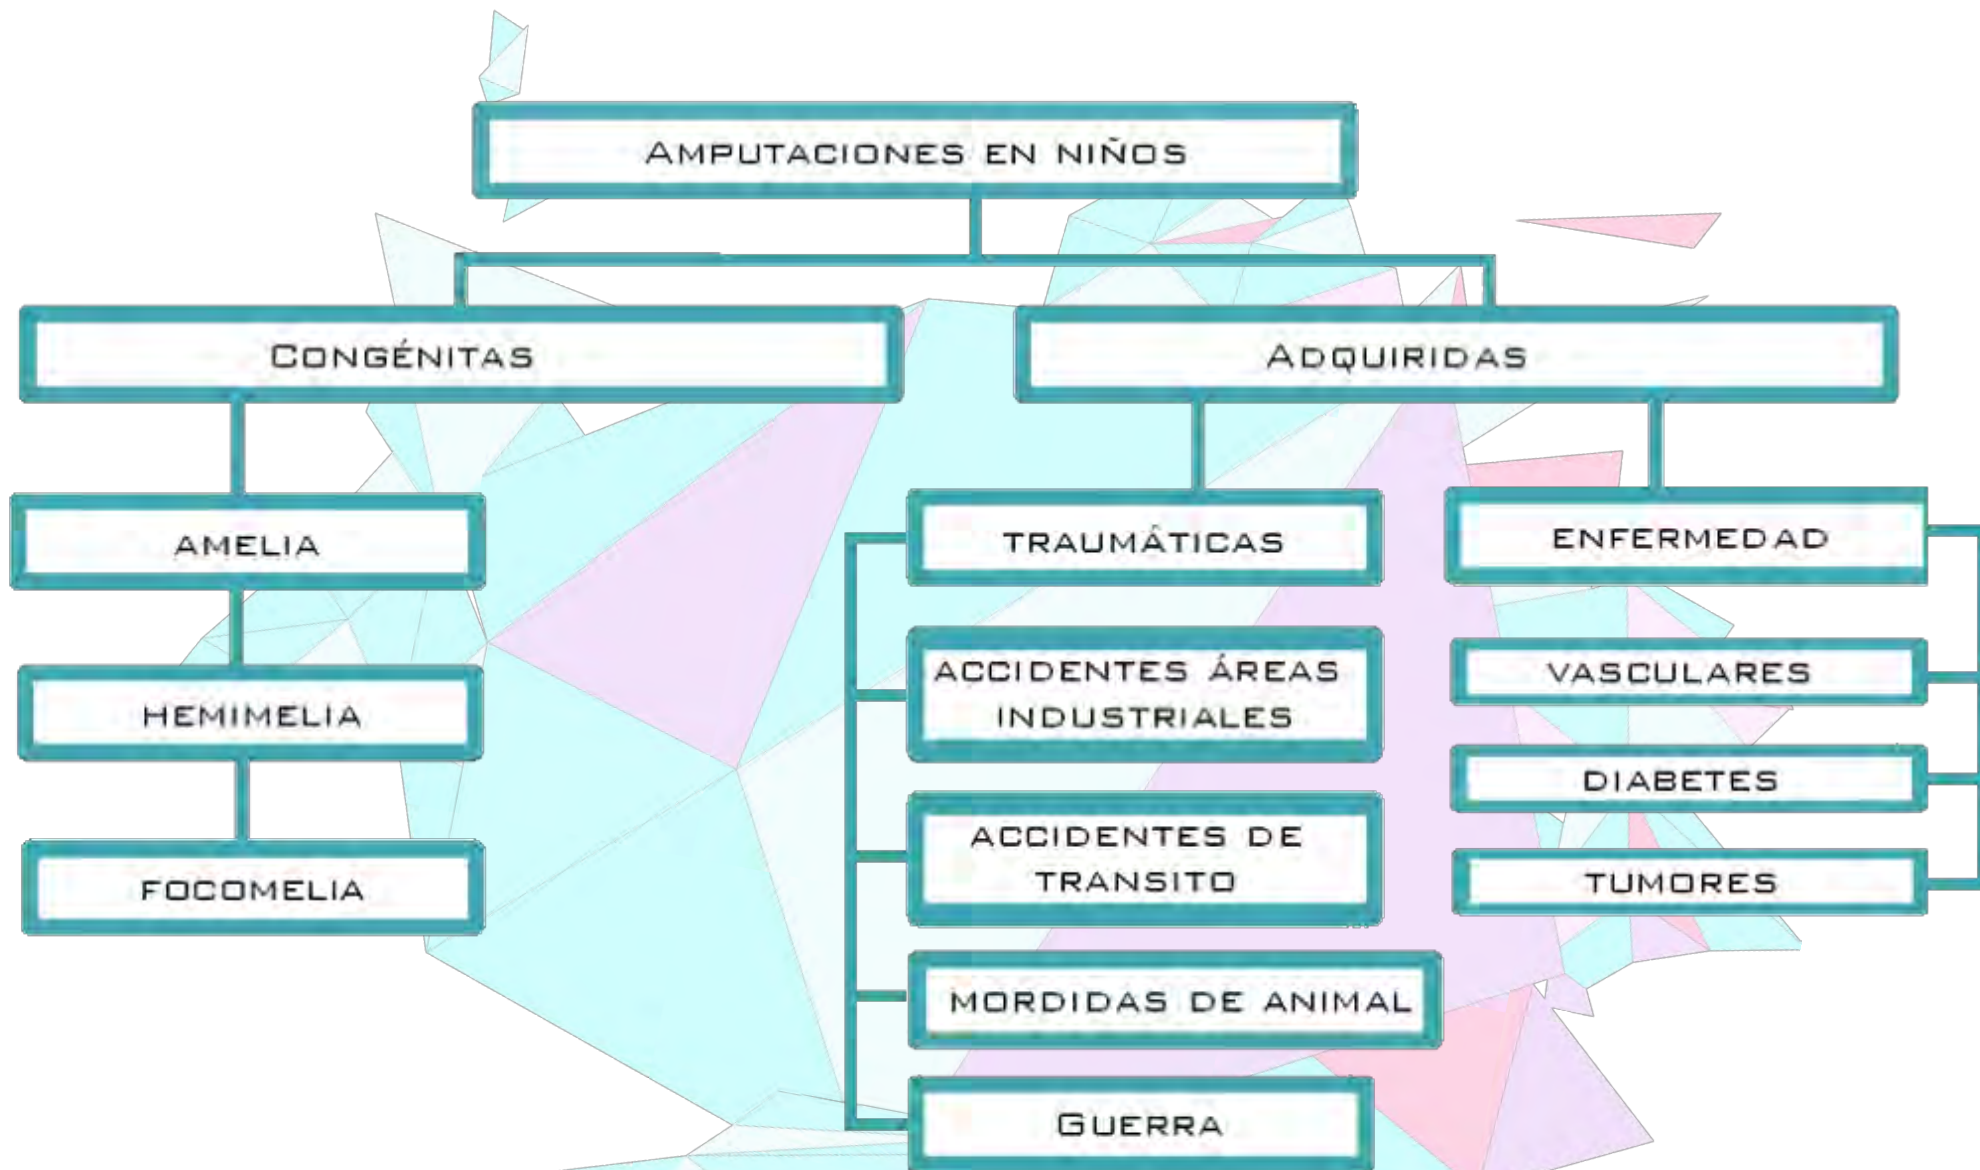 AMPUTACIONES EN NIÑOS
CONGÉNITAS
AMELIA
HEMIMELIA
FOCOMELIA
ADQUIRIDAS
TRAUMÁTICAS
ACCIDENTES ÁREAS
INDUSTRIALES
ACCIDENTES DE
TRANSITO
MORDIDAS DE ANIMAL
GUERRA
ENFERMEDAD
VASCULARES
DIABETES
TUMORES